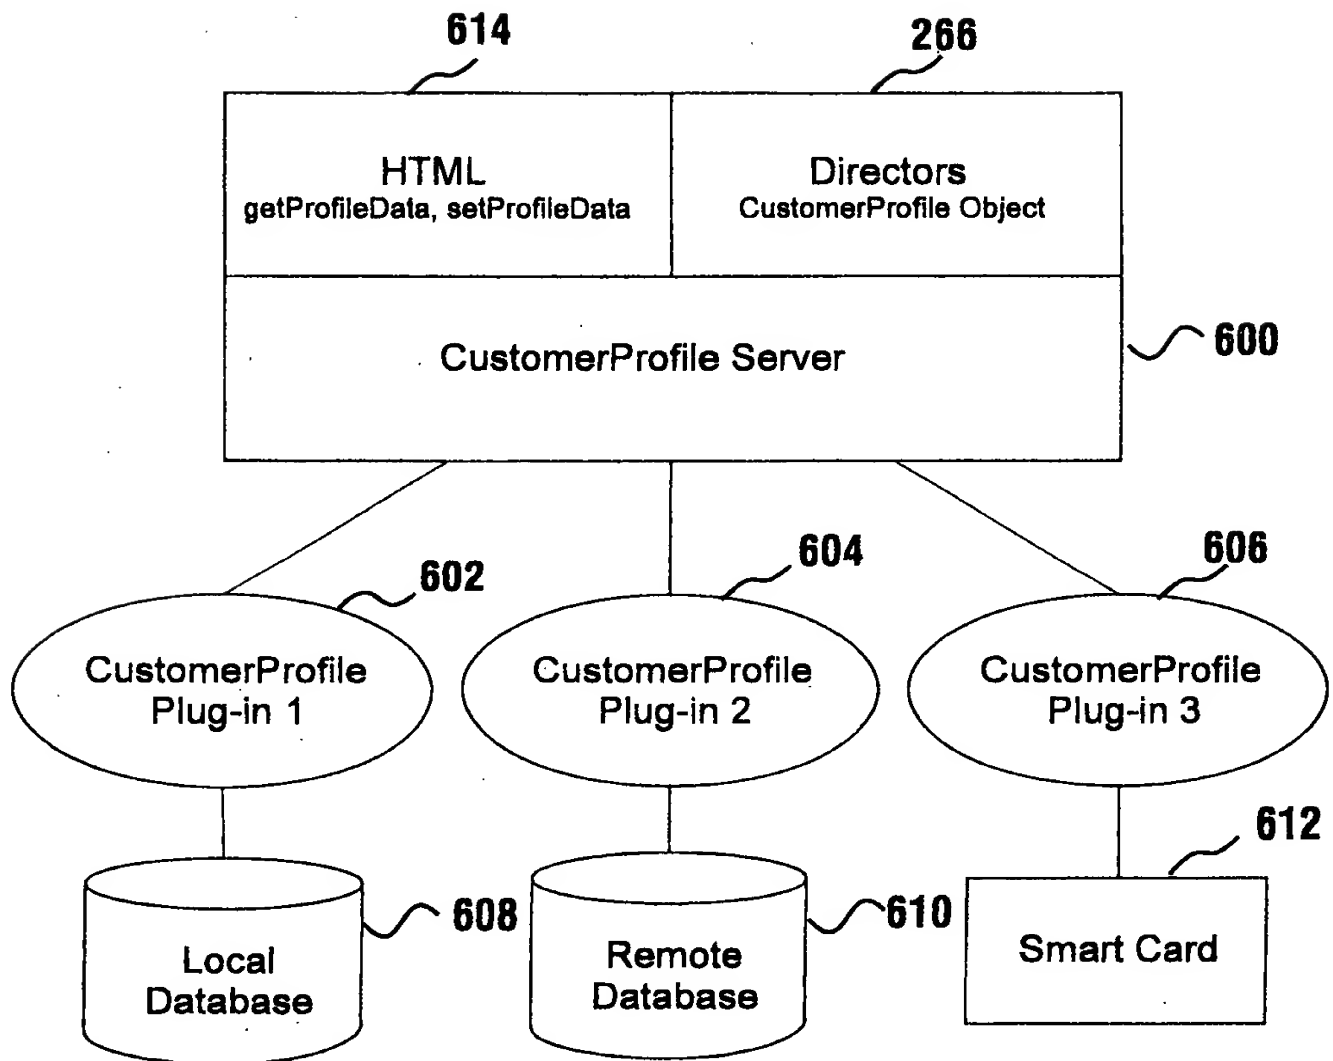 614
266
HTML
getProfileData, setProfileData
Directors
CustomerProfile Object
CustomerProfile Server
600
602
604
606
CustomerProfile
Plug-in 1
CustomerProfile
Plug-in 2
CustomerProfile
Plug-in 3
608
610
612
Local
Database
Remote
Database
Smart Card